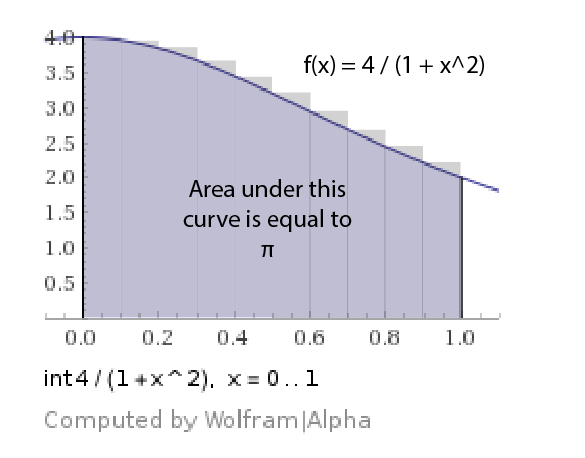 4.0
f(x) = 4 / (1 + x^2)
3.5
3.0
2.5
2.0
Area under this
curve is equal to
π
1.5
1.0
0.5
0.0 0.2 0.4 0.6 0.8 1.0
int4 / (1 +x^2), x = 0 . . 1
Computed by Wolfram|Alpha